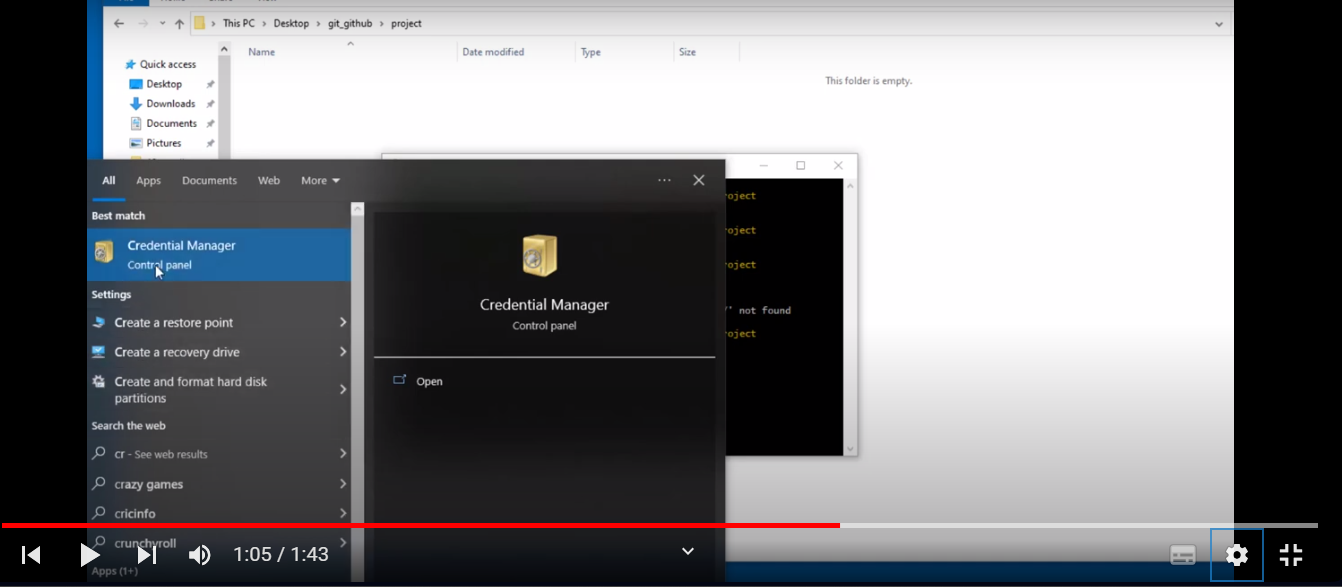 This PC > Desktop > git_github > project
Name Date modified Type Size
Quick access
This folder is empty.
Desktop
Downloads
Documents
Pictures
All Apps Documents Web More
Best match
Credential Manager
Control panel
Settings
Create a restore point
Create a recovery drive
Create and format hard disk
partitions
Search the web
cr - See web results
crazy games
cricinfo
crunchyroll
Apps (1+)
Credential Manager
Control panel
Open
roject
roject
roject
/' not found
roject
1:05 / 1:43